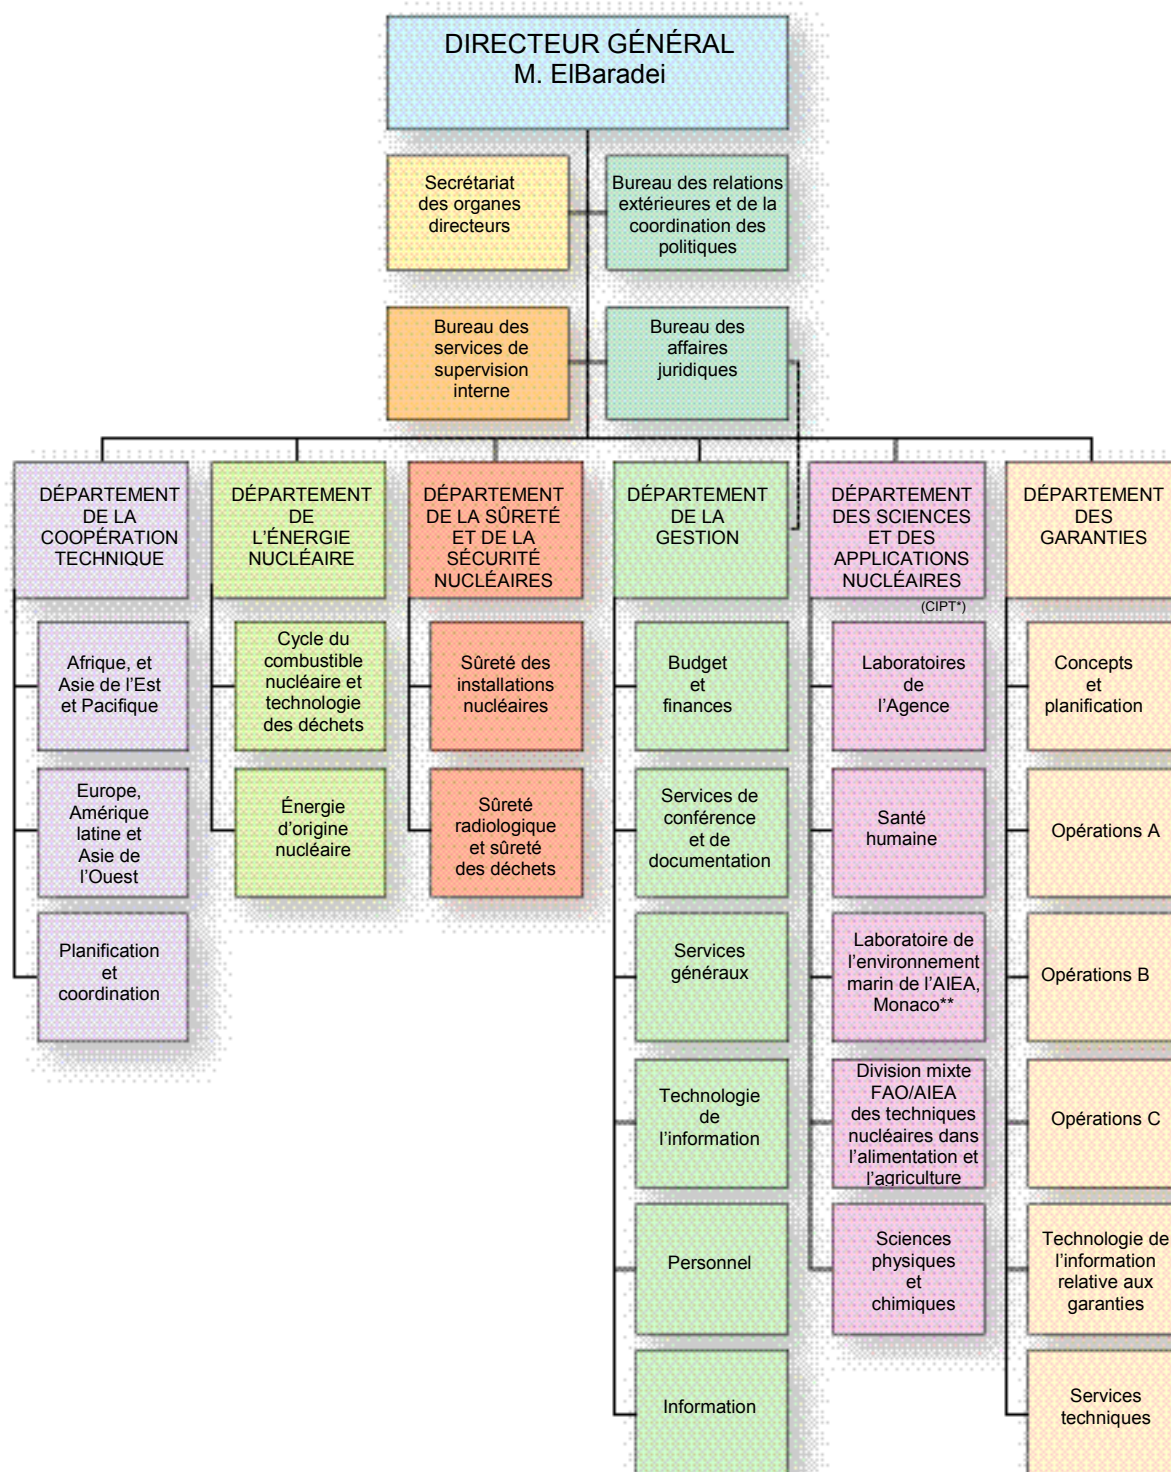 DIRECTEUR GÉNÉRAL
M. ElBaradei
Secrétariat
des organes
directeurs
Bureau des relations
extérieures et de la
coordination des
politiques
Bureau des
services de
supervision
interne
Bureau des
affaires
juridiques
DÉPARTEMENT
DE LA
COOPÉRATION
TECHNIQUE
Afrique, et
Asie de l’Est
et Pacifique
Europe,
Amérique
latine et
Asie de
l’Ouest
Planification
et
coordination
DÉPARTEMENT
DE
L’ÉNERGIE
NUCLÉAIRE
Cycle du
combustible
nucléaire et
technologie
des déchets
Énergie
d’origine
nucléaire
DÉPARTEMENT
DE LA SÛRETÉ
ET DE LA
SÉCURITÉ
NUCLÉAIRES
Sûreté des
installations
nucléaires
Sûreté
radiologique
et sûreté
des déchets
DÉPARTEMENT
DE LA
GESTION
Budget
et
finances
Services de
conférence
et de
documentation
Services
généraux
Technologie
de
l’information
Personnel
Information
DÉPARTEMENT
DES SCIENCES
ET DES
APPLICATIONS
NUCLÉAIRES
(CIPT*)
Laboratoires
de
l’Agence
Santé
humaine
Laboratoire de
l’environnement
marin de l’AIEA,
Monaco**
Division mixte
FAO/AIEA
des techniques
nucléaires dans
l’alimentation et
l’agriculture
Sciences
physiques
et
chimiques
DÉPARTEMENT
DES
GARANTIES
Concepts
et
planification
Opérations A
Opérations B
Opérations C
Technologie de
l’information
relative aux
garanties
Services
techniques